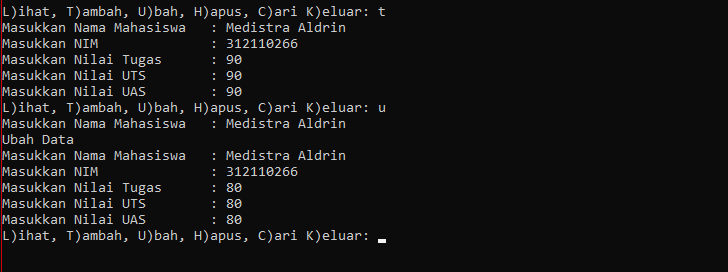 L)ihat, T)ambah, U)bah, H)apus, C)ari K)eluar: t
Masukkan Nama Mahasiswa   : Medistra Aldrin
Masukkan NIM              : 312110266
Masukkan Nilai Tugas      : 90
Masukkan Nilai UTS        : 90
Masukkan Nilai UAS        : 90
L)ihat, T)ambah, U)bah, H)apus, C)ari K)eluar: u
Masukkan Nama Mahasiswa   : Medistra Aldrin
Ubah Data
Masukkan Nama Mahasiswa   : Medistra Aldrin
Masukkan NIM              : 312110266
Masukkan Nilai Tugas      : 80
Masukkan Nilai UTS        : 80
Masukkan Nilai UAS        : 80
L)ihat, T)ambah, U)bah, H)apus, C)ari K)eluar: